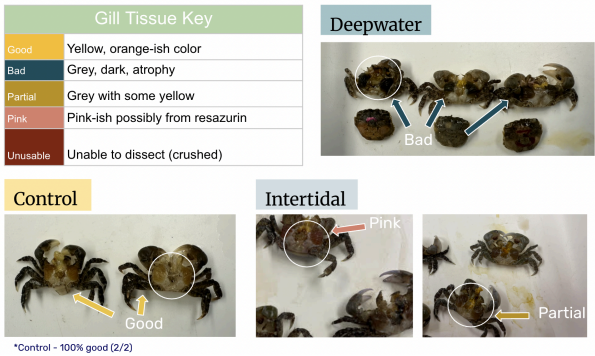 Gill Tissue Key
Good Yellow, orange-ish color
Bad Grey, dark, atrophy
Partial Grey with some yellow
Pink Pink-ish possibly from resazurin
Unusable Unable to dissect (crushed)
Deepwater
Bad
Control
Good
*Control - 100% good (2/2)
Intertidal
Pink
Partial